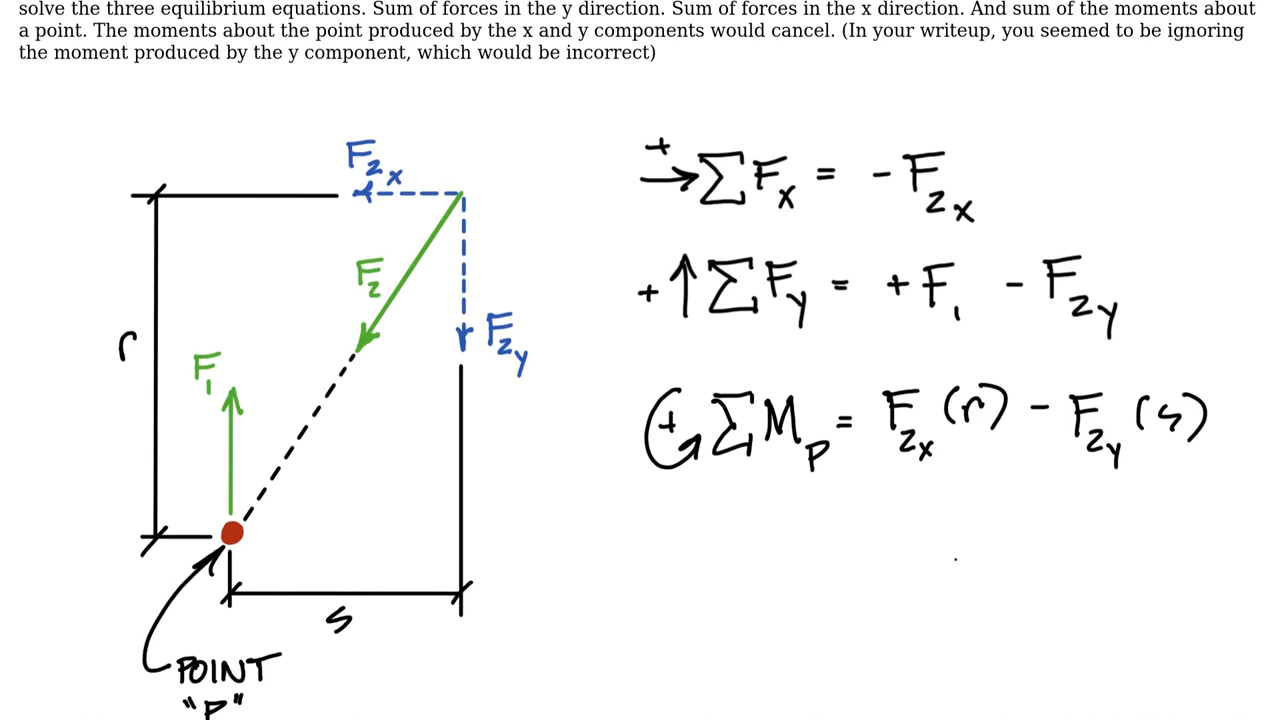 solve the three equilibrium equations. Sum of forces in the y direction. Sum of forces in the x direction. And sum of the moments about
a point. The moments about the point produced by the x and y components would cancel. (In your writeup, you seemed to be ignoring
the moment produced by the y component, which would be incorrect)
F2x
F2
F2y
r
F1
s
POINT
"P"
+→ ΣFx = -F2x
+↑ ΣFy = +F1 - F2y
+ ΣMp = F2x(r) - F2y(s)